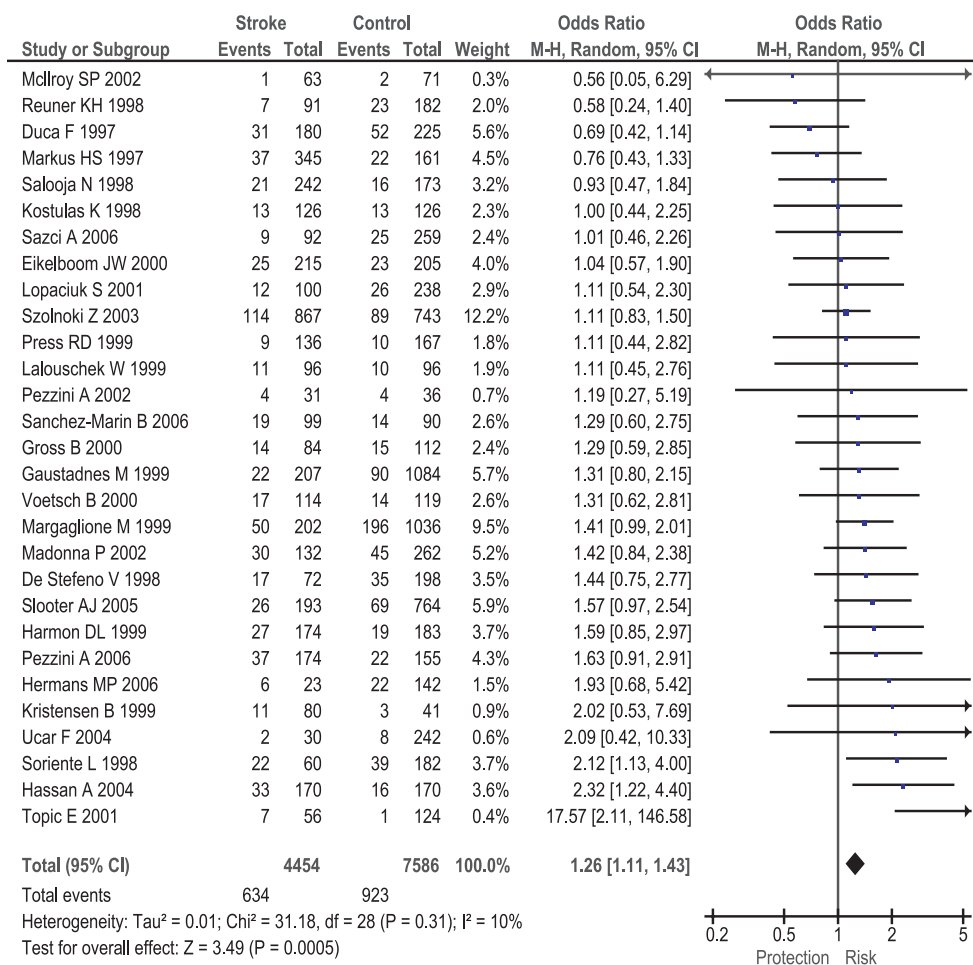 Stroke Control Odds Ratio Odds Ratio
Study or Subgroup Events Total Events Total Weight M-H, Random, 95% CI M-H, Random, 95% CI
McIlroy SP 2002 1 63 2 71 0.3% 0.56 [0.05, 6.29]
Reuner KH 1998 7 91 23 182 2.0% 0.58 [0.24, 1.40]
Duca F 1997 31 180 52 225 5.6% 0.69 [0.42, 1.14]
Markus HS 1997 37 345 22 161 4.5% 0.76 [0.43, 1.33]
Salooja N 1998 21 242 16 173 3.2% 0.93 [0.47, 1.84]
Kostulas K 1998 13 126 13 126 2.3% 1.00 [0.44, 2.25]
Sazci A 2006 9 92 25 259 2.4% 1.01 [0.46, 2.26]
Eikelboom JW 2000 25 215 23 205 4.0% 1.04 [0.57, 1.90]
Lopaciuk S 2001 12 100 26 238 2.9% 1.11 [0.54, 2.30]
Szolnoki Z 2003 114 867 89 743 12.2% 1.11 [0.83, 1.50]
Press RD 1999 9 136 10 167 1.8% 1.11 [0.44, 2.82]
Lalouschek W 1999 11 96 10 96 1.9% 1.11 [0.45, 2.76]
Pezzini A 2002 4 31 4 36 0.7% 1.19 [0.27, 5.19]
Sanchez-Marin B 2006 19 99 14 90 2.6% 1.29 [0.60, 2.75]
Gross B 2000 14 84 15 112 2.4% 1.29 [0.59, 2.85]
Gaustadnes M 1999 22 207 90 1084 5.7% 1.31 [0.80, 2.15]
Voetsch B 2000 17 114 14 119 2.6% 1.31 [0.62, 2.81]
Margaglione M 1999 50 202 196 1036 9.5% 1.41 [0.99, 2.01]
Madonna P 2002 30 132 45 262 5.2% 1.42 [0.84, 2.38]
De Stefeno V 1998 17 72 35 198 3.5% 1.44 [0.75, 2.77]
Slooter AJ 2005 26 193 69 764 5.9% 1.57 [0.97, 2.54]
Harmon DL 1999 27 174 19 183 3.7% 1.59 [0.85, 2.97]
Pezzini A 2006 37 174 22 155 4.3% 1.63 [0.91, 2.91]
Hermans MP 2006 6 23 22 142 1.5% 1.93 [0.68, 5.42]
Kristensen B 1999 11 80 3 41 0.9% 2.02 [0.53, 7.69]
Ucar F 2004 2 30 8 242 0.6% 2.09 [0.42, 10.33]
Soriente L 1998 22 60 39 182 3.7% 2.12 [1.13, 4.00]
Hassan A 2004 33 170 16 170 3.6% 2.32 [1.22, 4.40]
Topic E 2001 7 56 1 124 0.4% 17.57 [2.11, 146.58]
Total (95% CI) 4454 7586 100.0% 1.26 [1.11, 1.43]
Total events 634 923
Heterogeneity: Tau² = 0.01; Chi² = 31.18, df = 28 (P = 0.31); I² = 10%
Test for overall effect: Z = 3.49 (P = 0.0005)
0.2 0.5 1 2 5
Protection Risk